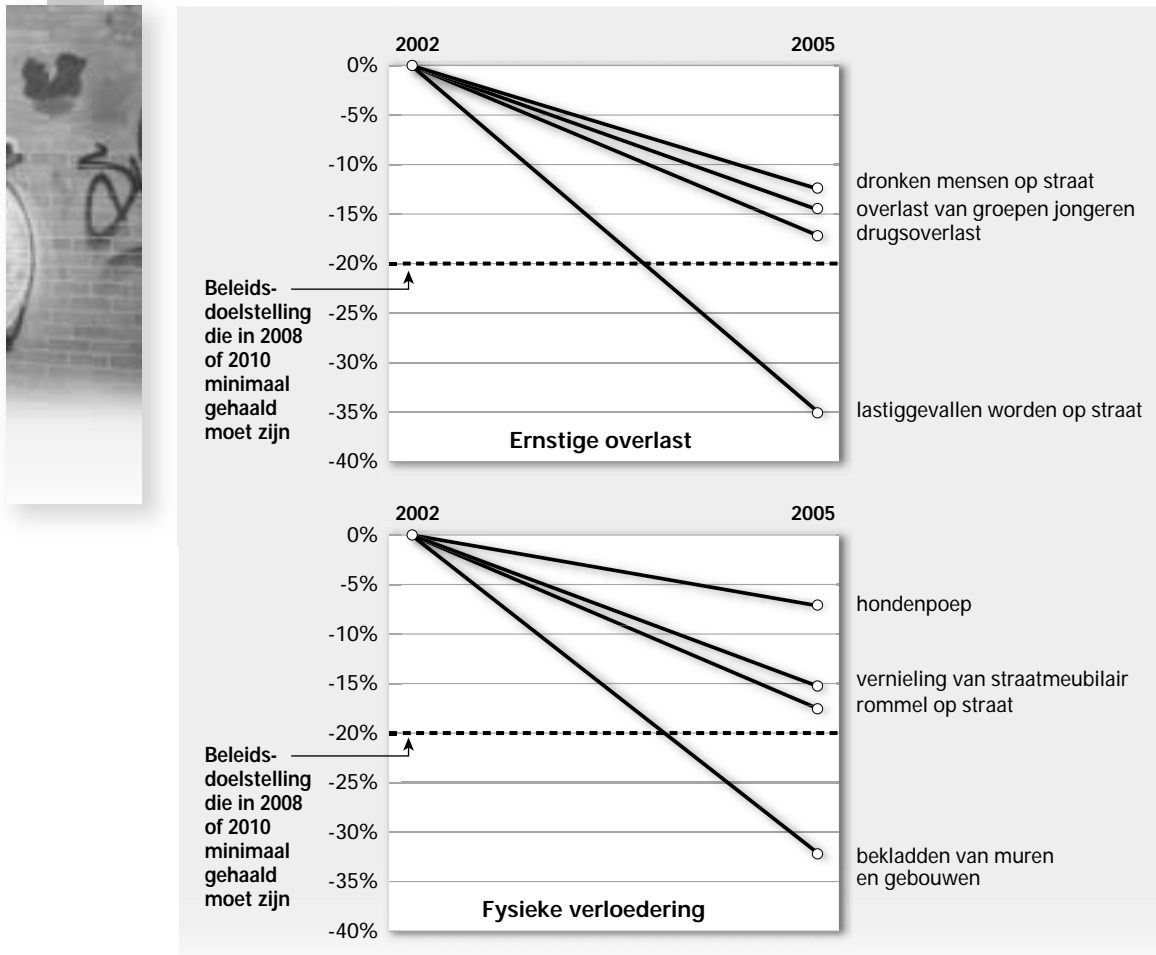 2002 2005
0%
-5%
-10%
-15%
-20%
-25%
-30%
-35%
-40%
dronken mensen op straat
overlast van groepen jongeren
drugsoverlast
lastiggevallen worden op straat
Beleids-
doelstelling
die in 2008
of 2010
minimaal
gehaald
moet zijn
Ernstige overlast
2002 2005
0%
-5%
-10%
-15%
-20%
-25%
-30%
-35%
-40%
hondenpoep
vernieling van straatmeubilair
rommel op straat
bekladden van muren
en gebouwen
Beleids-
doelstelling
die in 2008
of 2010
minimaal
gehaald
moet zijn
Fysieke verloedering